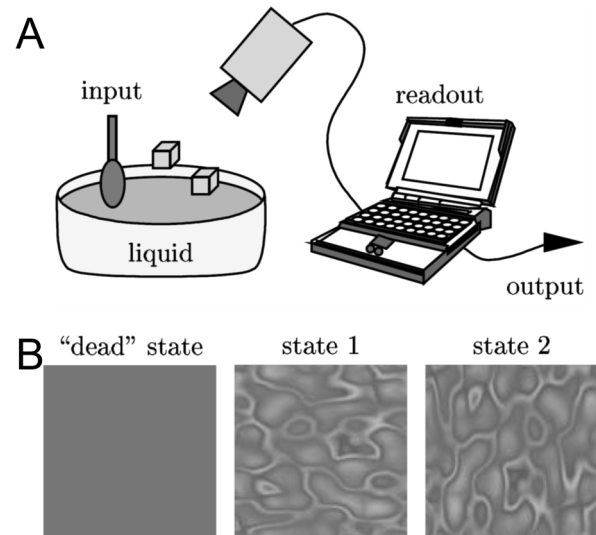 A
input
readout
liquid
output
B
“dead” state
state 1
state 2